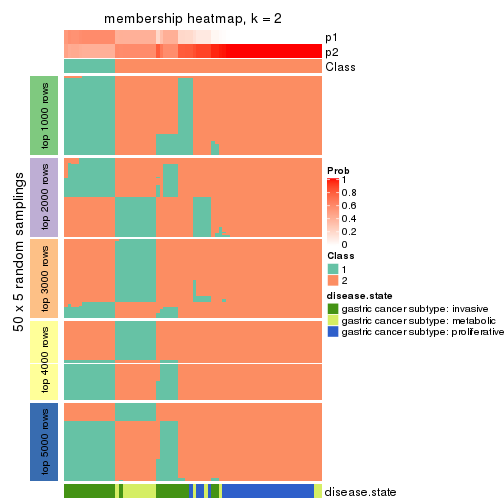 membership heatmap, k = 2
p1
p2
Class
50 x 5 random samplings
top 1000 rows
top 2000 rows
top 3000 rows
top 4000 rows
top 5000 rows
Prob
1
0.8
0.6
0.4
0.2
0
Class
1
2
disease.state
gastric cancer subtype: invasive
gastric cancer subtype: metabolic
gastric cancer subtype: proliferative
disease.state